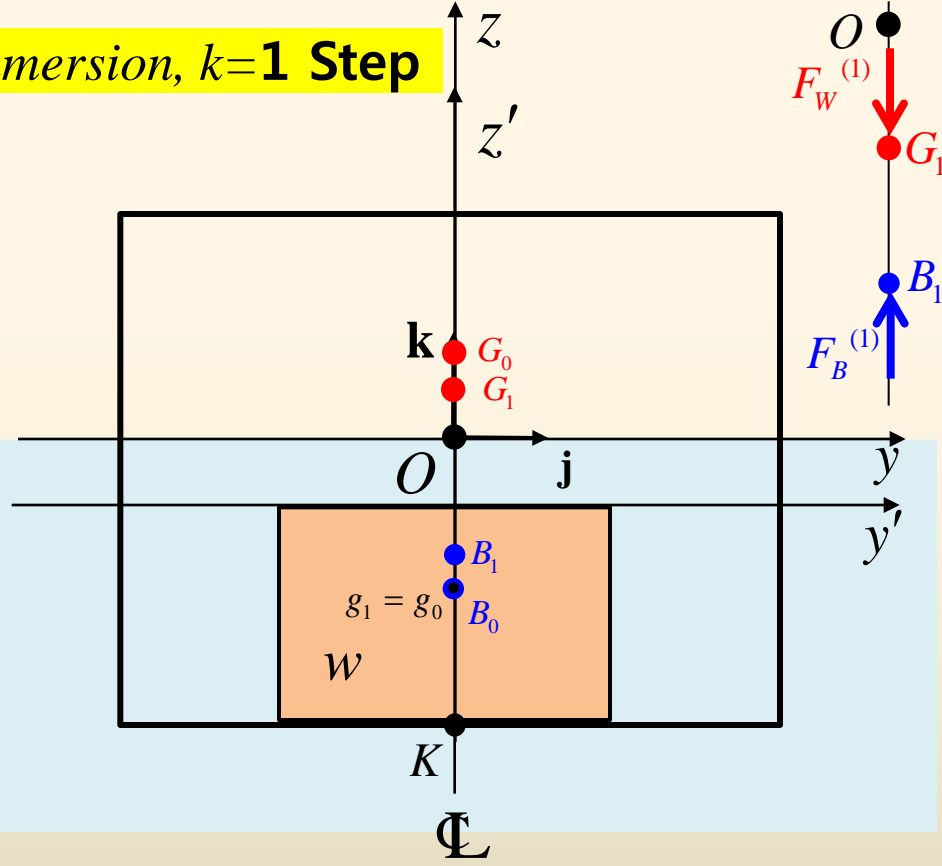 mersion, k=1 Step
z
z′
O
F_W^(1)
G_1
B_1
F_B^(1)
k
G_0
G_1
O
j
y
y′
B_1
g_1 = g_0
B_0
w
K
℄